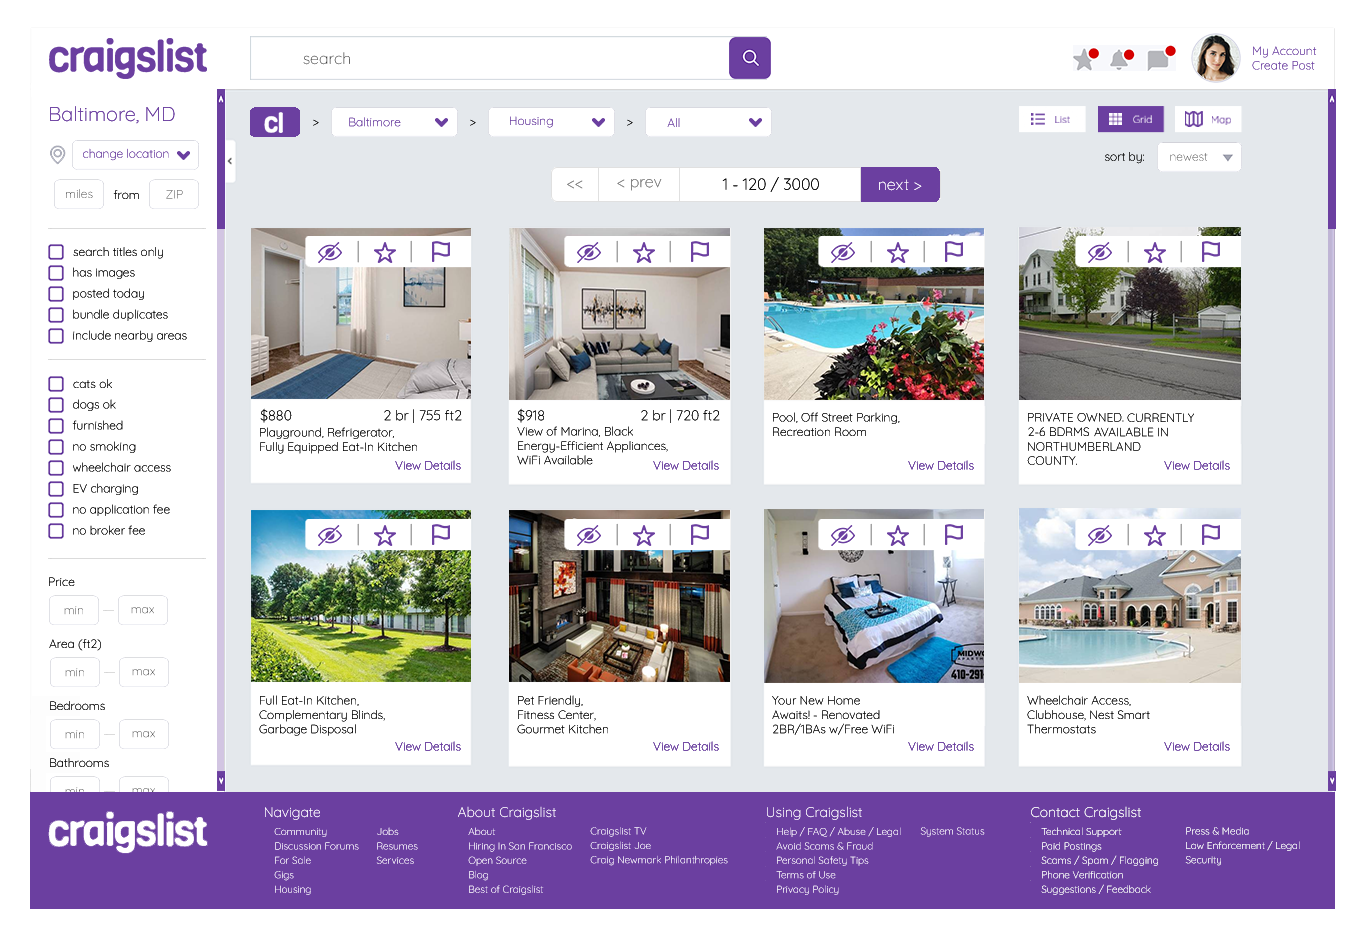 craigslist
search
My Account
Create Post
Baltimore, MD
change location
miles from ZIP
search titles only
has images
posted today
bundle duplicates
include nearby areas
cats ok
dogs ok
furnished
no smoking
wheelchair access
EV charging
no application fee
no broker fee
Price
min — max
Area (ft2)
min — max
Bedrooms
min — max
Bathrooms
min max
cl > Baltimore > Housing > All
List Grid Map
sort by: newest
<< < prev 1 - 120 / 3000 next >
$880 2 br | 755 ft2
Playground, Refrigerator,
Fully Equipped Eat-In Kitchen
View Details
$918 2 br | 720 ft2
View of Marina, Black
Energy-Efficient Appliances,
WiFi Available
View Details
Pool, Off Street Parking,
Recreation Room
View Details
PRIVATE OWNED. CURRENTLY
2-6 BDRMS AVAILABLE IN
NORTHUMBERLAND
COUNTY.
View Details
Full Eat-In Kitchen,
Complementary Blinds,
Garbage Disposal
View Details
Pet Friendly,
Fitness Center,
Gourmet Kitchen
View Details
410-291
Your New Home
Awaits! - Renovated
2BR/1BAs w/Free WiFi
View Details
Wheelchair Access,
Clubhouse, Nest Smart
Thermostats
View Details
craigslist
Navigate
Community
Discussion Forums
For Sale
Gigs
Housing
Jobs
Resumes
Services
About Craigslist
About
Hiring In San Francisco
Open Source
Blog
Best of Craigslist
Craigslist TV
Craigslist Joe
Craig Newmark Philanthropies
Using Craigslist
Help / FAQ / Abuse / Legal
Avoid Scams & Fraud
Personal Safety Tips
Terms of Use
Privacy Policy
System Status
Contact Craigslist
Technical Support
Paid Postings
Scams / Spam / Flagging
Phone Verification
Suggestions / Feedback
Press & Media
Law Enforcement / Legal
Security